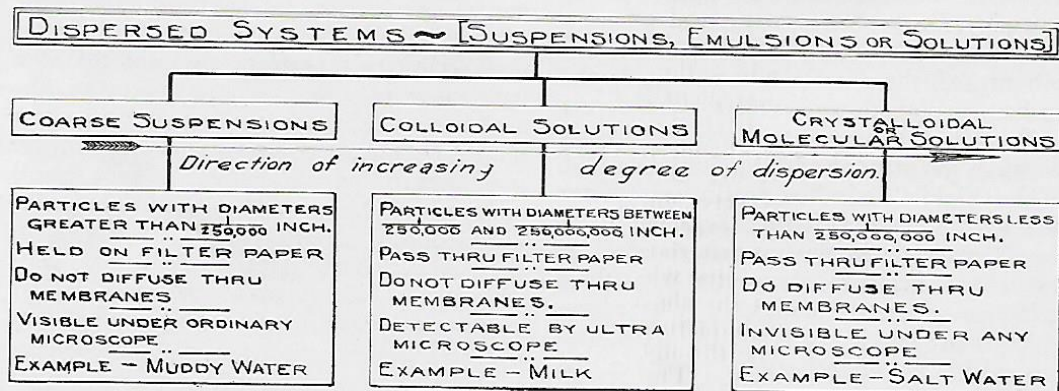 DISPERSED SYSTEMS ~ [SUSPENSIONS, EMULSIONS OR SOLUTIONS]
COARSE SUSPENSIONS
COLLOIDAL SOLUTIONS
CRYSTALLOIDAL
OR
MOLECULAR SOLUTIONS
Direction of increasing degree of dispersion.
PARTICLES WITH DIAMETERS
GREATER THAN 1/250,000 INCH.
HELD ON FILTER PAPER
DO NOT DIFFUSE THRU
MEMBRANES
VISIBLE UNDER ORDINARY
MICROSCOPE
EXAMPLE - MUDDY WATER
PARTICLES WITH DIAMETERS BETWEEN
1/250,000 AND 1/250,000,000 INCH.
PASS THRU FILTER PAPER
DO NOT DIFFUSE THRU
MEMBRANES.
DETECTABLE BY ULTRA
MICROSCOPE
EXAMPLE - MILK
PARTICLES WITH DIAMETERS LESS
THAN 1/250,000,000 INCH.
PASS THRU FILTER PAPER
DO DIFFUSE THRU
MEMBRANES.
INVISIBLE UNDER ANY
MICROSCOPE
EXAMPLE - SALT WATER